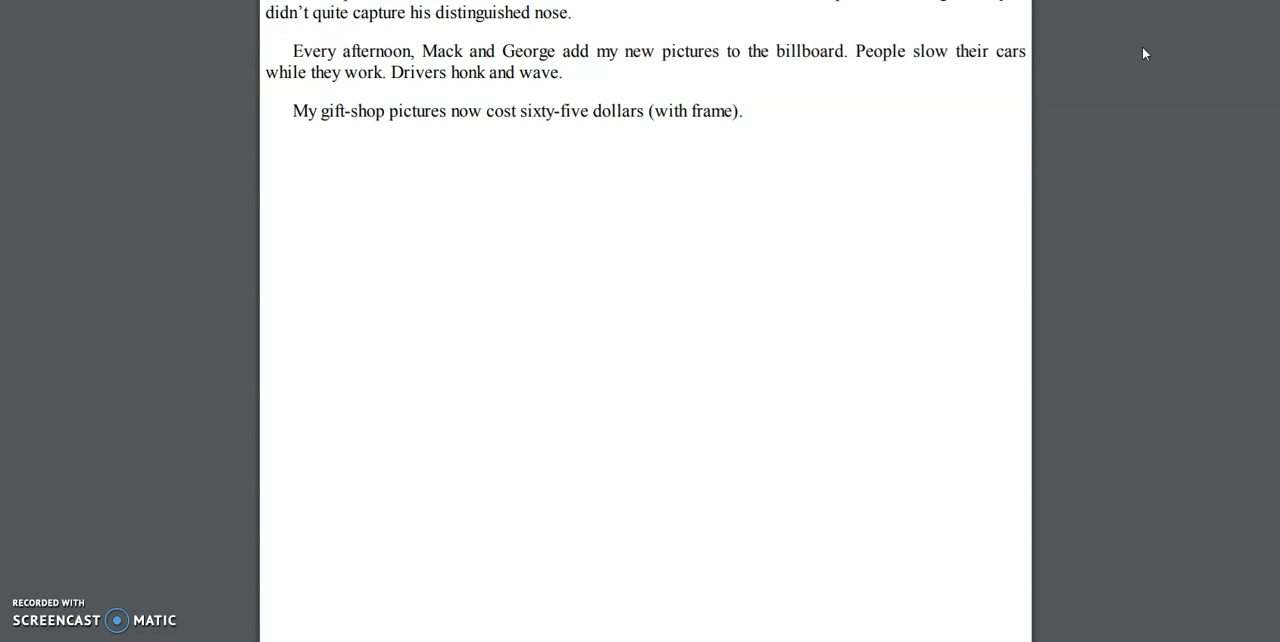 didn’t quite capture his distinguished nose.
Every afternoon, Mack and George add my new pictures to the billboard. People slow their cars
while they work. Drivers honk and wave.
My gift-shop pictures now cost sixty-five dollars (with frame).
RECORDED WITH
SCREENCAST MATIC